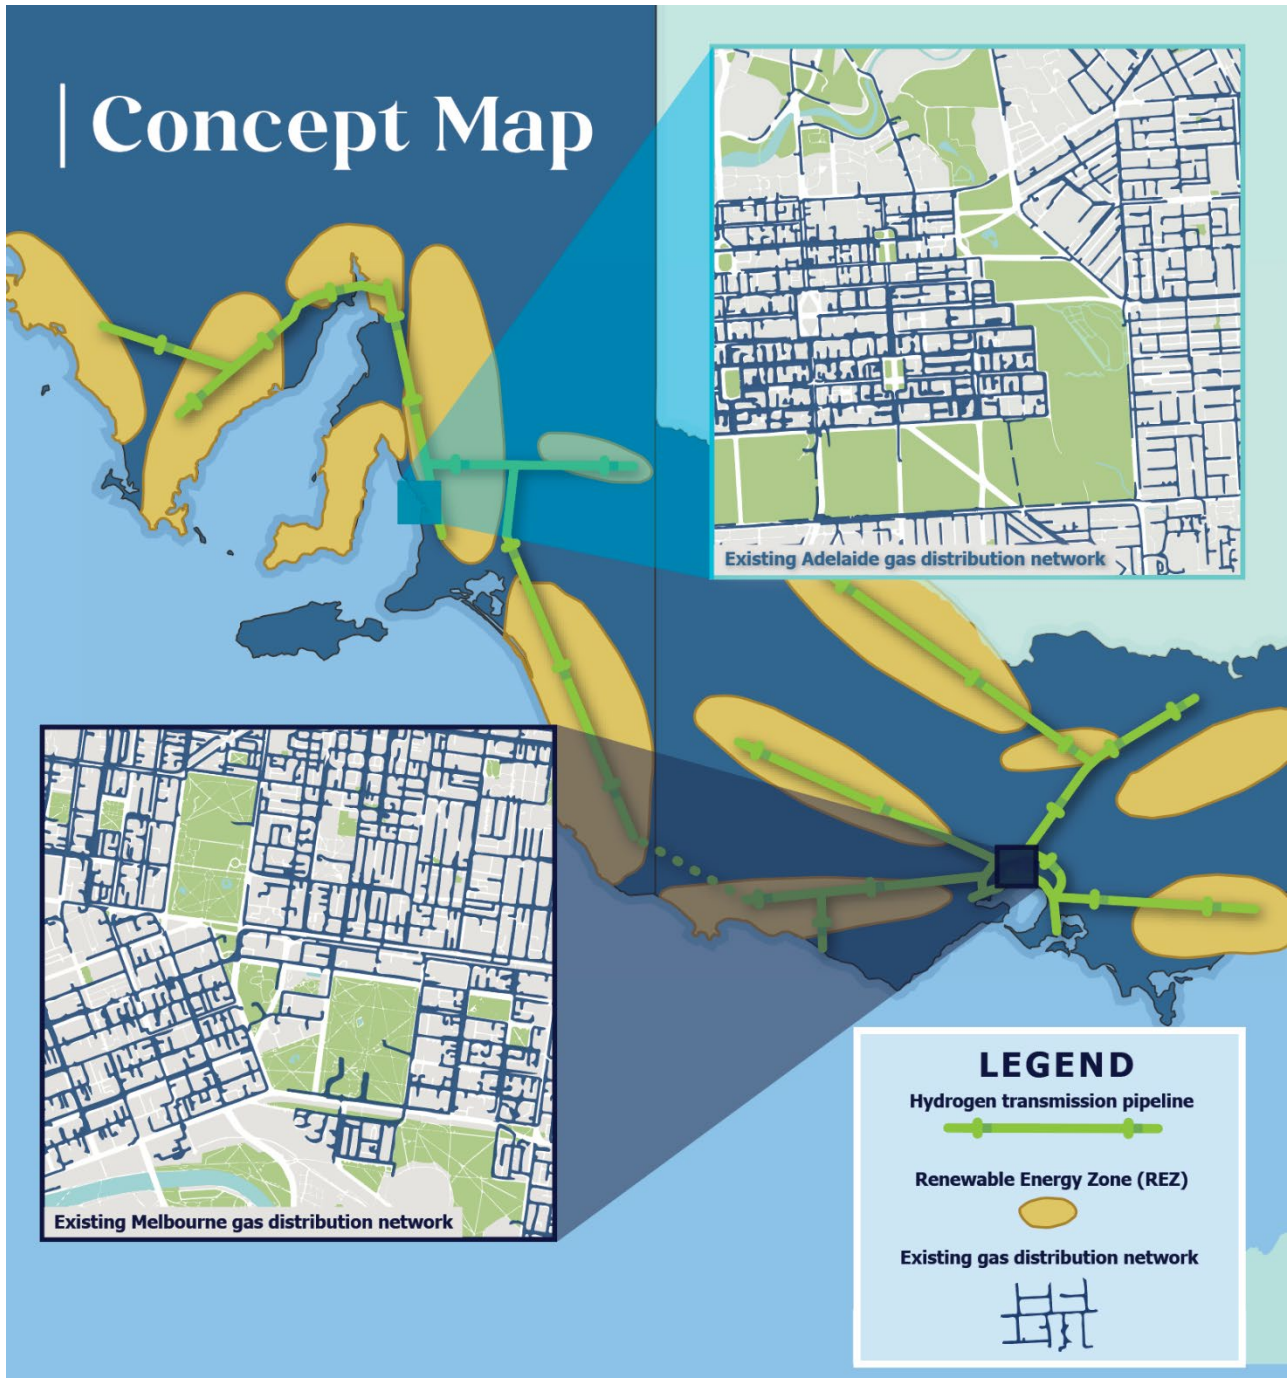 Concept Map
Existing Adelaide gas distribution network
Existing Melbourne gas distribution network
LEGEND
Hydrogen transmission pipeline
Renewable Energy Zone (REZ)
Existing gas distribution network